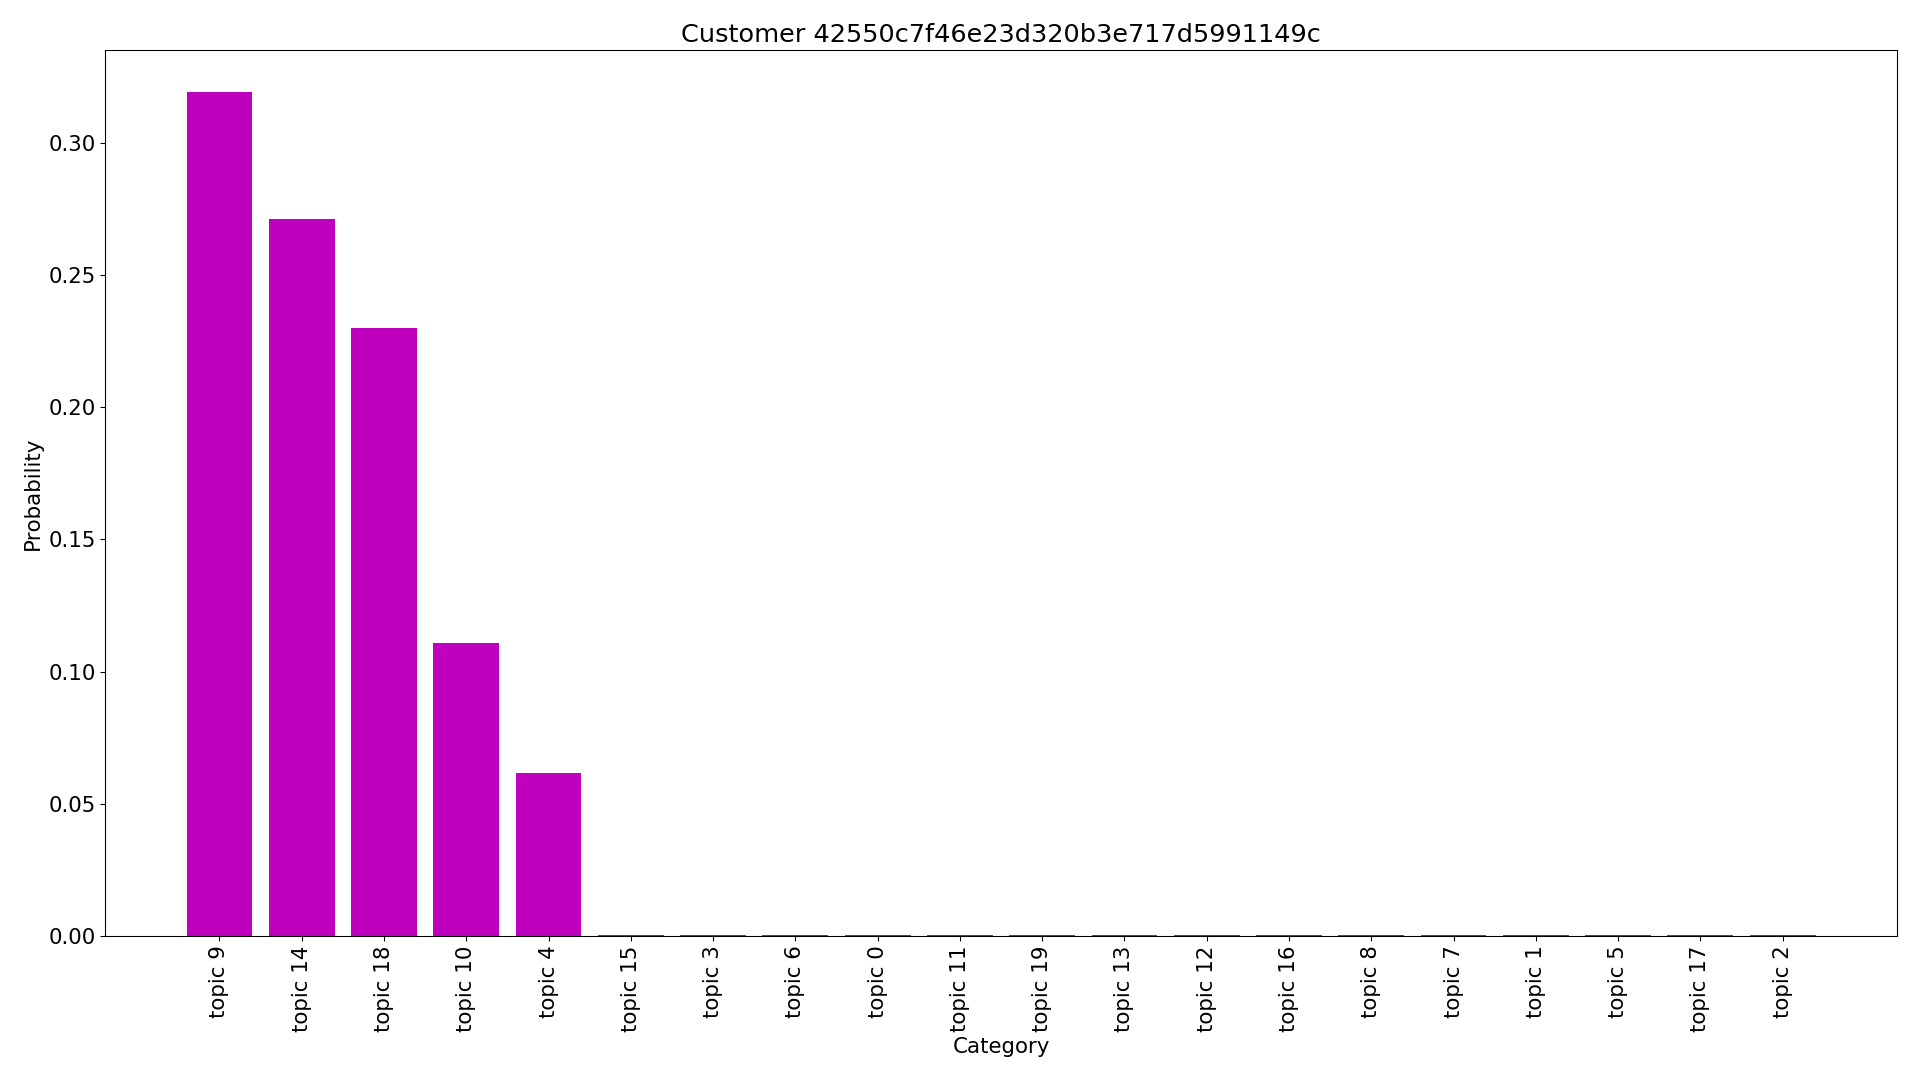 Customer 42550c7f46e23d320b3e717d5991149c
Probability
0.30
0.25
0.20
0.15
0.10
0.05
0.00
topic 9
topic 14
topic 18
topic 10
topic 4
topic 15
topic 3
topic 6
topic 0
topic 11
topic 19
topic 13
topic 12
topic 16
topic 8
topic 7
topic 1
topic 5
topic 17
topic 2
Category